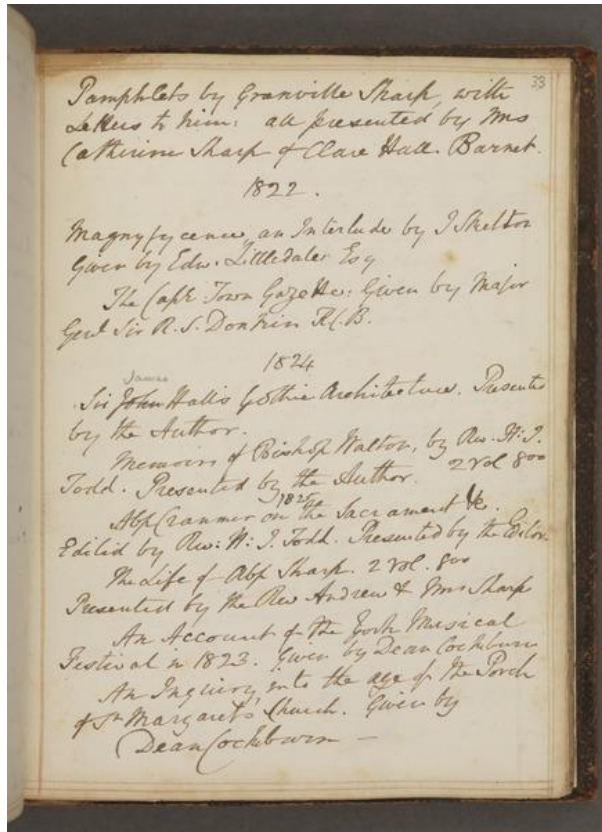 33
Pamphlets by Granville Sharp, with
Letters to him: all presented by Mrs
Catherine Sharp of Clare Hall. Barnet.
1822.
Magnyfycence, an Interlude by J Skelton
Given by Edw. Littledaler Esq
The Cape Town Gazette: Given by Major
Genl Sir R. S. Donkin K.C.B.
1824
James
Sir John Halls Gothic Architecture. Presented
by the Author.
Memoirs of Bishop Walton, by Rev. H. J.
Todd. Presented by the Author. 2 vol 8vo
1825
Abp Cranmer on the Sacrament &c.
Edited by Rev: H. J. Todd. Presented by the Editor.
The Life of Abp Sharp. 2 vol. 8vo
Presented by the Rev Andrew & Mrs Sharp
An Account of the York Musical
Festival in 1823. Given by Dean Cockburn
An Inquiry into the age of the Porch
of St Margaret's Church. Given by
Dean Cockburn —